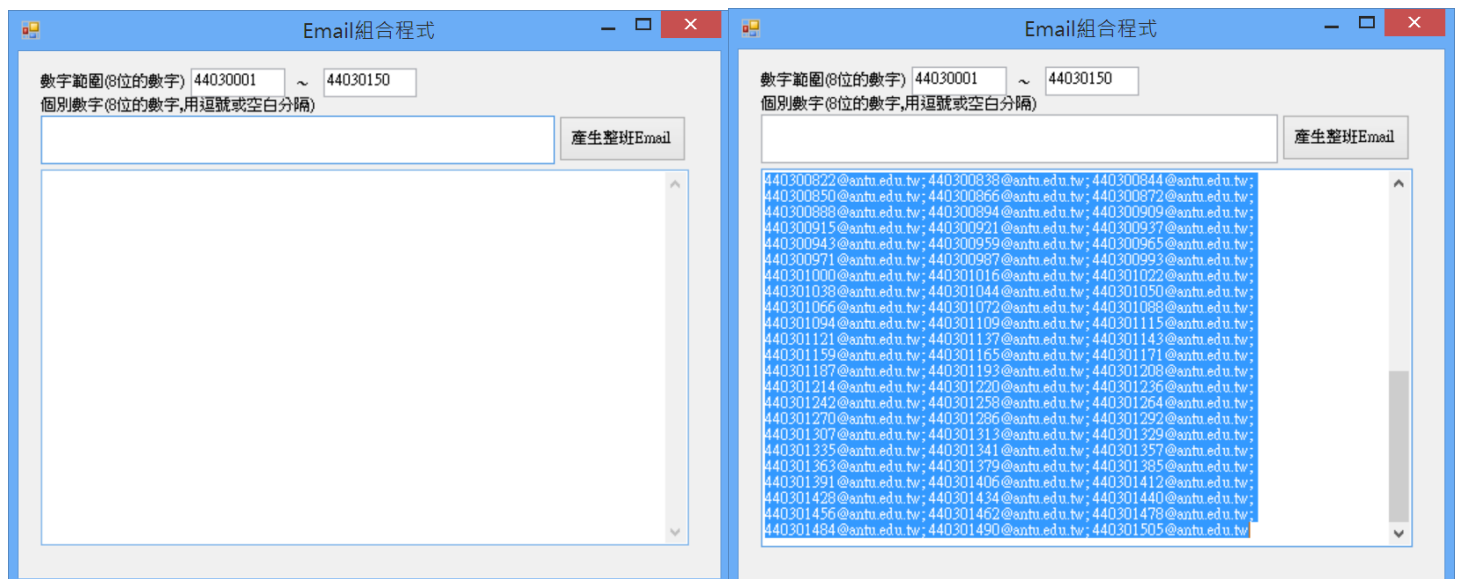 Email組合程式
數字範圍(8位的數字) 44030001 ~ 44030150
個別數字(8位的數字,用逗號或空白分隔)
產生整班Email
Email組合程式
數字範圍(8位的數字) 44030001 ~ 44030150
個別數字(8位的數字,用逗號或空白分隔)
產生整班Email
440300822@antu.edu.tw;440300838@antu.edu.tw;440300844@antu.edu.tw;
440300850@antu.edu.tw;440300866@antu.edu.tw;440300872@antu.edu.tw;
440300888@antu.edu.tw;440300894@antu.edu.tw;440300909@antu.edu.tw;
440300915@antu.edu.tw;440300921@antu.edu.tw;440300937@antu.edu.tw;
440300943@antu.edu.tw;440300959@antu.edu.tw;440300965@antu.edu.tw;
440300971@antu.edu.tw;440300987@antu.edu.tw;440300993@antu.edu.tw;
440301000@antu.edu.tw;440301016@antu.edu.tw;440301022@antu.edu.tw;
440301038@antu.edu.tw;440301044@antu.edu.tw;440301050@antu.edu.tw;
440301066@antu.edu.tw;440301072@antu.edu.tw;440301088@antu.edu.tw;
440301094@antu.edu.tw;440301109@antu.edu.tw;440301115@antu.edu.tw;
440301121@antu.edu.tw;440301137@antu.edu.tw;440301143@antu.edu.tw;
440301159@antu.edu.tw;440301165@antu.edu.tw;440301171@antu.edu.tw;
440301187@antu.edu.tw;440301193@antu.edu.tw;440301208@antu.edu.tw;
440301214@antu.edu.tw;440301220@antu.edu.tw;440301236@antu.edu.tw;
440301242@antu.edu.tw;440301258@antu.edu.tw;440301264@antu.edu.tw;
440301270@antu.edu.tw;440301286@antu.edu.tw;440301292@antu.edu.tw;
440301307@antu.edu.tw;440301313@antu.edu.tw;440301329@antu.edu.tw;
440301335@antu.edu.tw;440301341@antu.edu.tw;440301357@antu.edu.tw;
440301363@antu.edu.tw;440301379@antu.edu.tw;440301385@antu.edu.tw;
440301391@antu.edu.tw;440301406@antu.edu.tw;440301412@antu.edu.tw;
440301428@antu.edu.tw;440301434@antu.edu.tw;440301440@antu.edu.tw;
440301456@antu.edu.tw;440301462@antu.edu.tw;440301478@antu.edu.tw;
440301484@antu.edu.tw;440301490@antu.edu.tw;440301505@antu.edu.tw